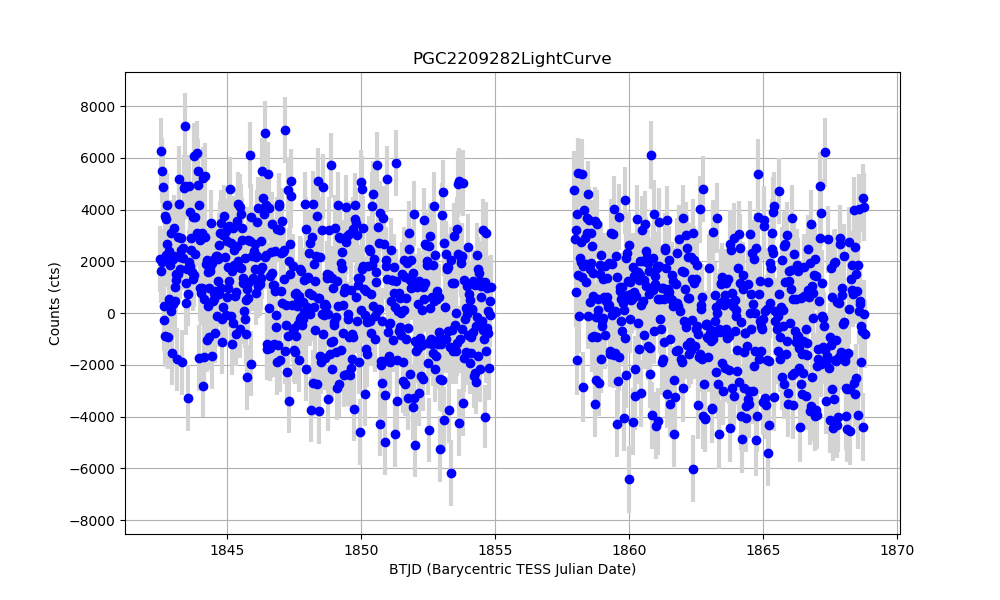 PGC2209282LightCurve
Counts (cts)
8000
6000
4000
2000
0
−2000
−4000
−6000
−8000
1845 1850 1855 1860 1865 1870
BTJD (Barycentric TESS Julian Date)